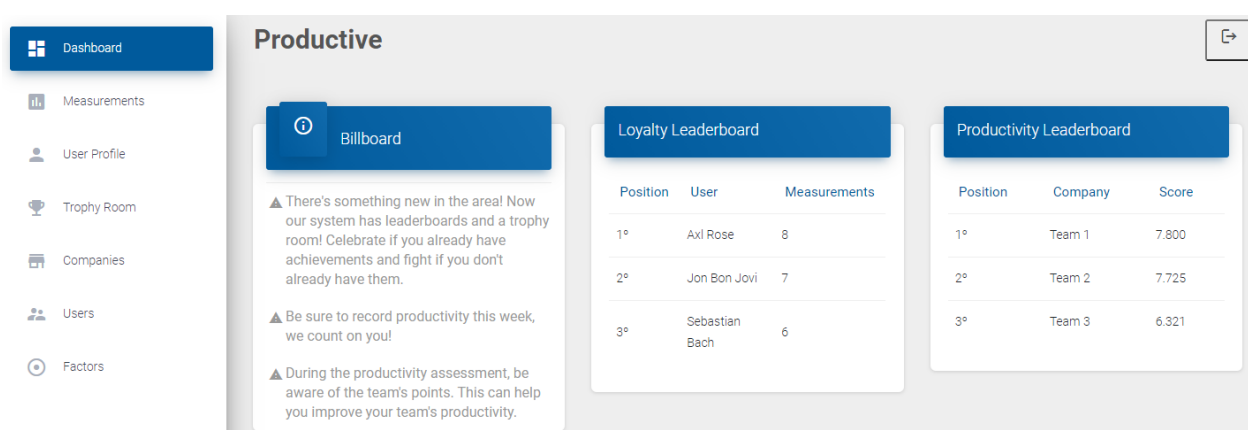 Dashboard
Measurements
User Profile
Trophy Room
Companies
Users
Factors
Productive
Billboard
There's something new in the area! Now
our system has leaderboards and a trophy
room! Celebrate if you already have
achievements and fight if you don't
already have them.
Be sure to record productivity this week,
we count on you!
During the productivity assessment, be
aware of the team's points. This can help
you improve your team's productivity.
Loyalty Leaderboard
Position User Measurements
1º Axl Rose 8
2º Jon Bon Jovi 7
3º Sebastian Bach 6
Productivity Leaderboard
Position Company Score
1º Team 1 7.800
2º Team 2 7.725
3º Team 3 6.321